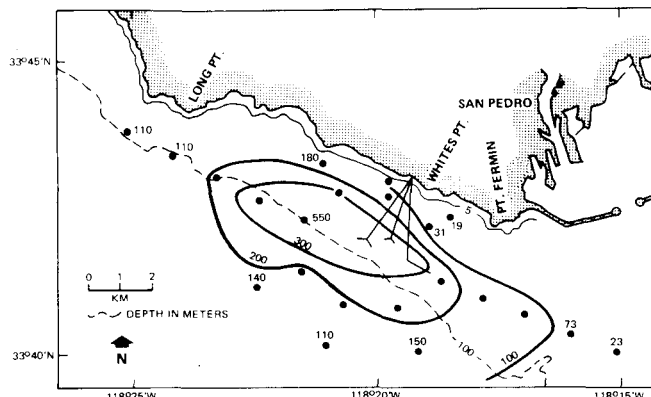 33°45'N
LONG PT.
SAN PEDRO
WHITES PT.
PT. FERMIN
110
110
180
5
31
19
550
300
200
140
0 1 2
KM
DEPTH IN METERS
N
110
150
100
100
73
23
33°40'N
118°25'W
118°20'W
118°15'W